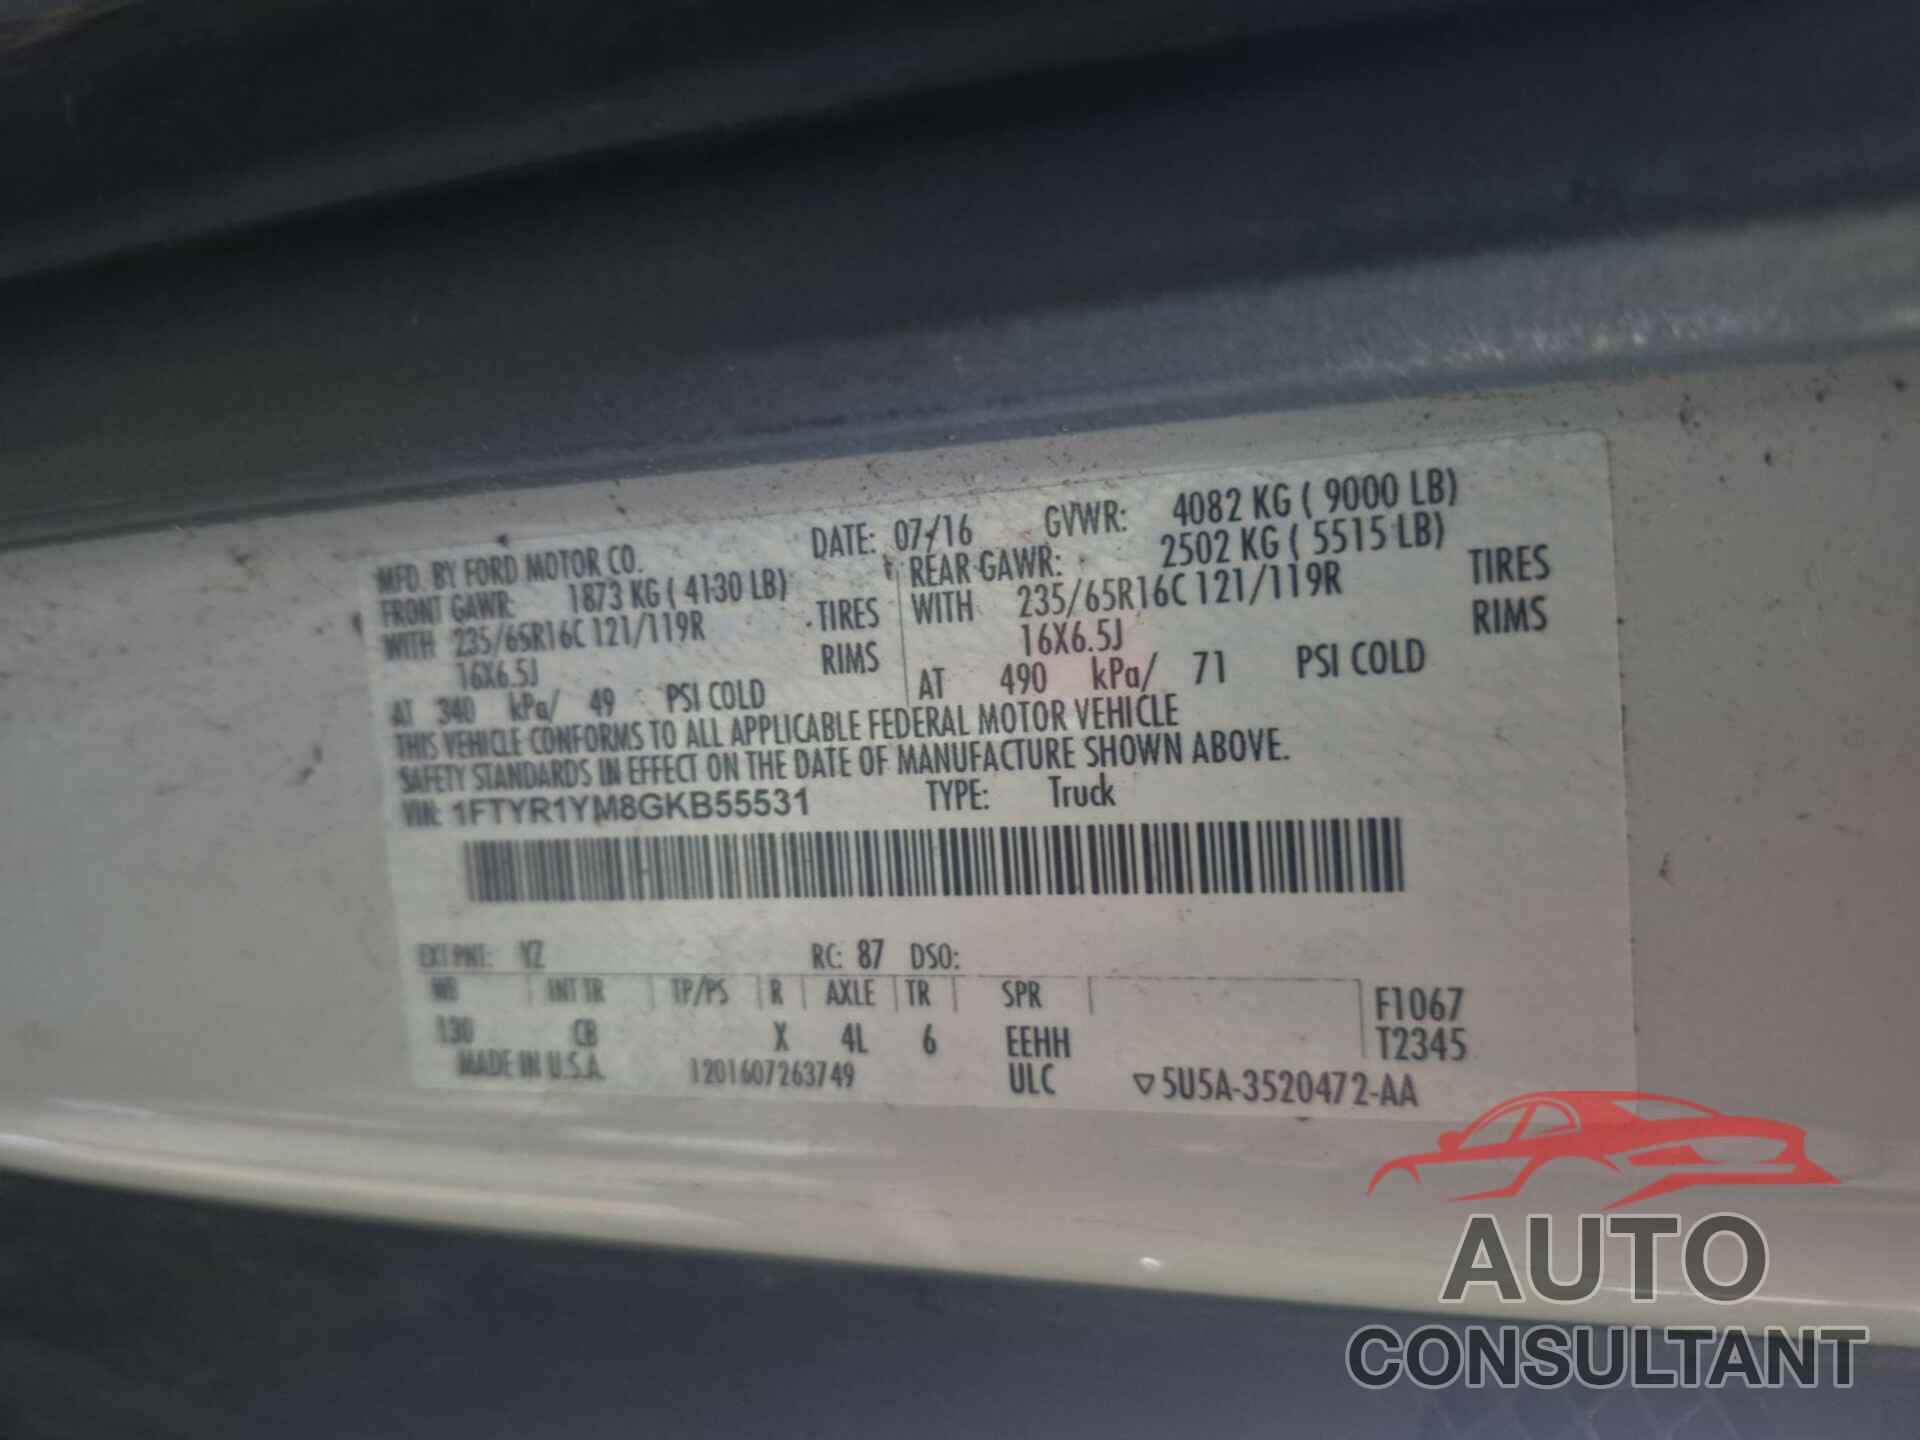 MFD. BY FORD MOTOR CO. DATE: 07/16 GVWR: 4082 KG ( 9000 LB)
FRONT GAWR: 1873 KG ( 4130 LB) REAR GAWR: 2502 KG ( 5515 LB)
WITH 235/65R16C 121/119R TIRES WITH 235/65R16C 121/119R TIRES
16X6.5J RIMS 16X6.5J RIMS
AT 340 kPa/ 49 PSI COLD AT 490 kPa/ 71 PSI COLD
THIS VEHICLE CONFORMS TO ALL APPLICABLE FEDERAL MOTOR VEHICLE
SAFETY STANDARDS IN EFFECT ON THE DATE OF MANUFACTURE SHOWN ABOVE.
VIN: 1FTYR1YM8GKB55531 TYPE: Truck
EXT PNT: YZ RC: 87 DSO:
WB INT TR TP/PS R AXLE TR SPR F1067
130 CB X 4L 6 EEHH T2345
MADE IN U.S.A. 1201607263749 ULC ▽5U5A-3520472-AA
AUTO
CONSULTANT